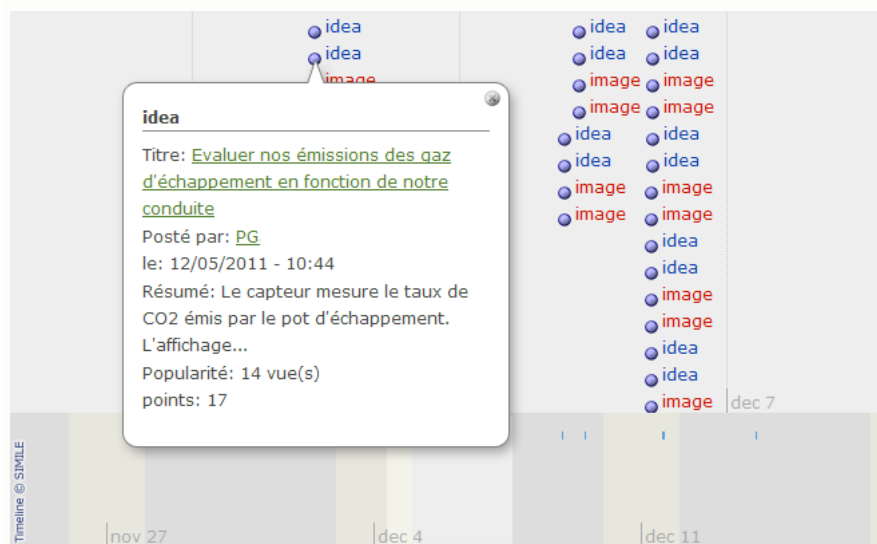 idea
idea
image
idea
Titre: Evaluer nos émissions des gaz
d'échappement en fonction de notre
conduite
Posté par: PG
le: 12/05/2011 - 10:44
Résumé: Le capteur mesure le taux de
CO2 émis par le pot d'échappement.
L'affichage...
Popularité: 14 vue(s)
points: 17
idea idea
idea idea
image image
image image
idea idea
idea idea
image image
image image
idea
idea
image
image
idea
idea
image dec 7
Timeline © SIMILE
nov 27 dec 4 dec 11